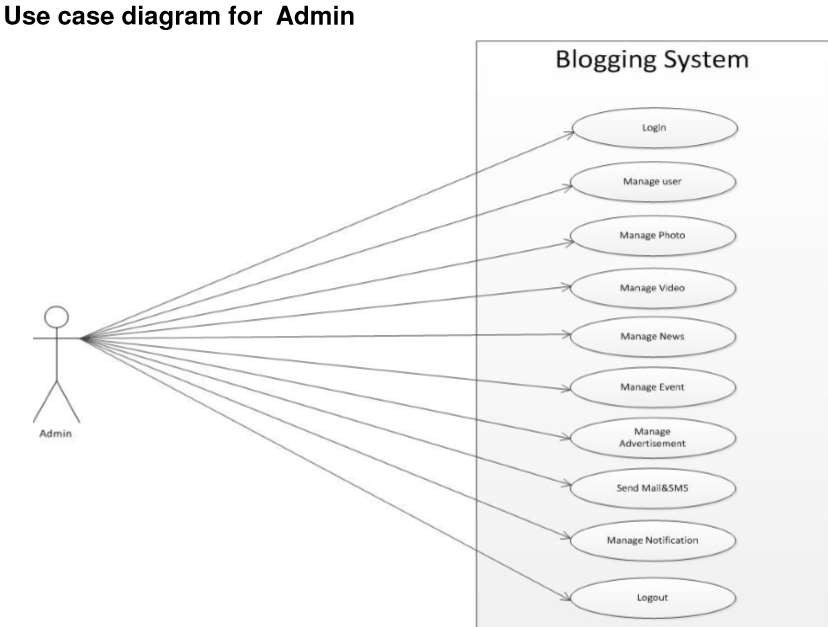 Use case diagram for  Admin
Blogging System
Login
Manage user
Manage Photo
Manage Video
Manage News
Manage Event
Manage
Advertisement
Send Mail&SMS
Manage Notification
Logout
Admin